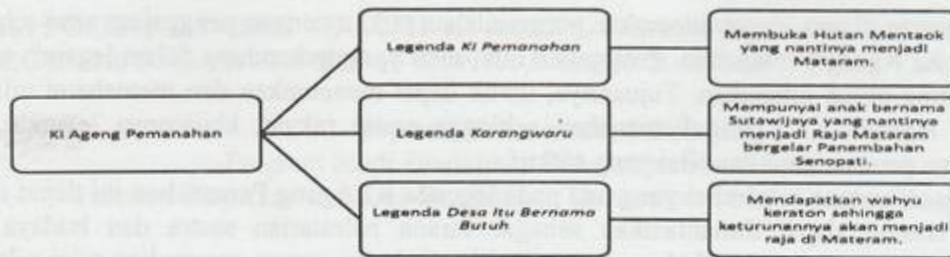 Legenda Ki Pemanahan
Membuka Hutan Mentaok
yang nantinya menjadi
Mataram.
Ki Ageng Pemanahan
Legenda Karangwaru
Mempunyai anak bernama
Sutawijaya yang nantinya
menjadi Raja Mataram
bergelar Panembahan
Senopati.
Legenda Desa Itu Bernama
Butuh
Mendapatkan wahyu
keraton sehingga
keturunannya akan menjadi
raja di Materam.